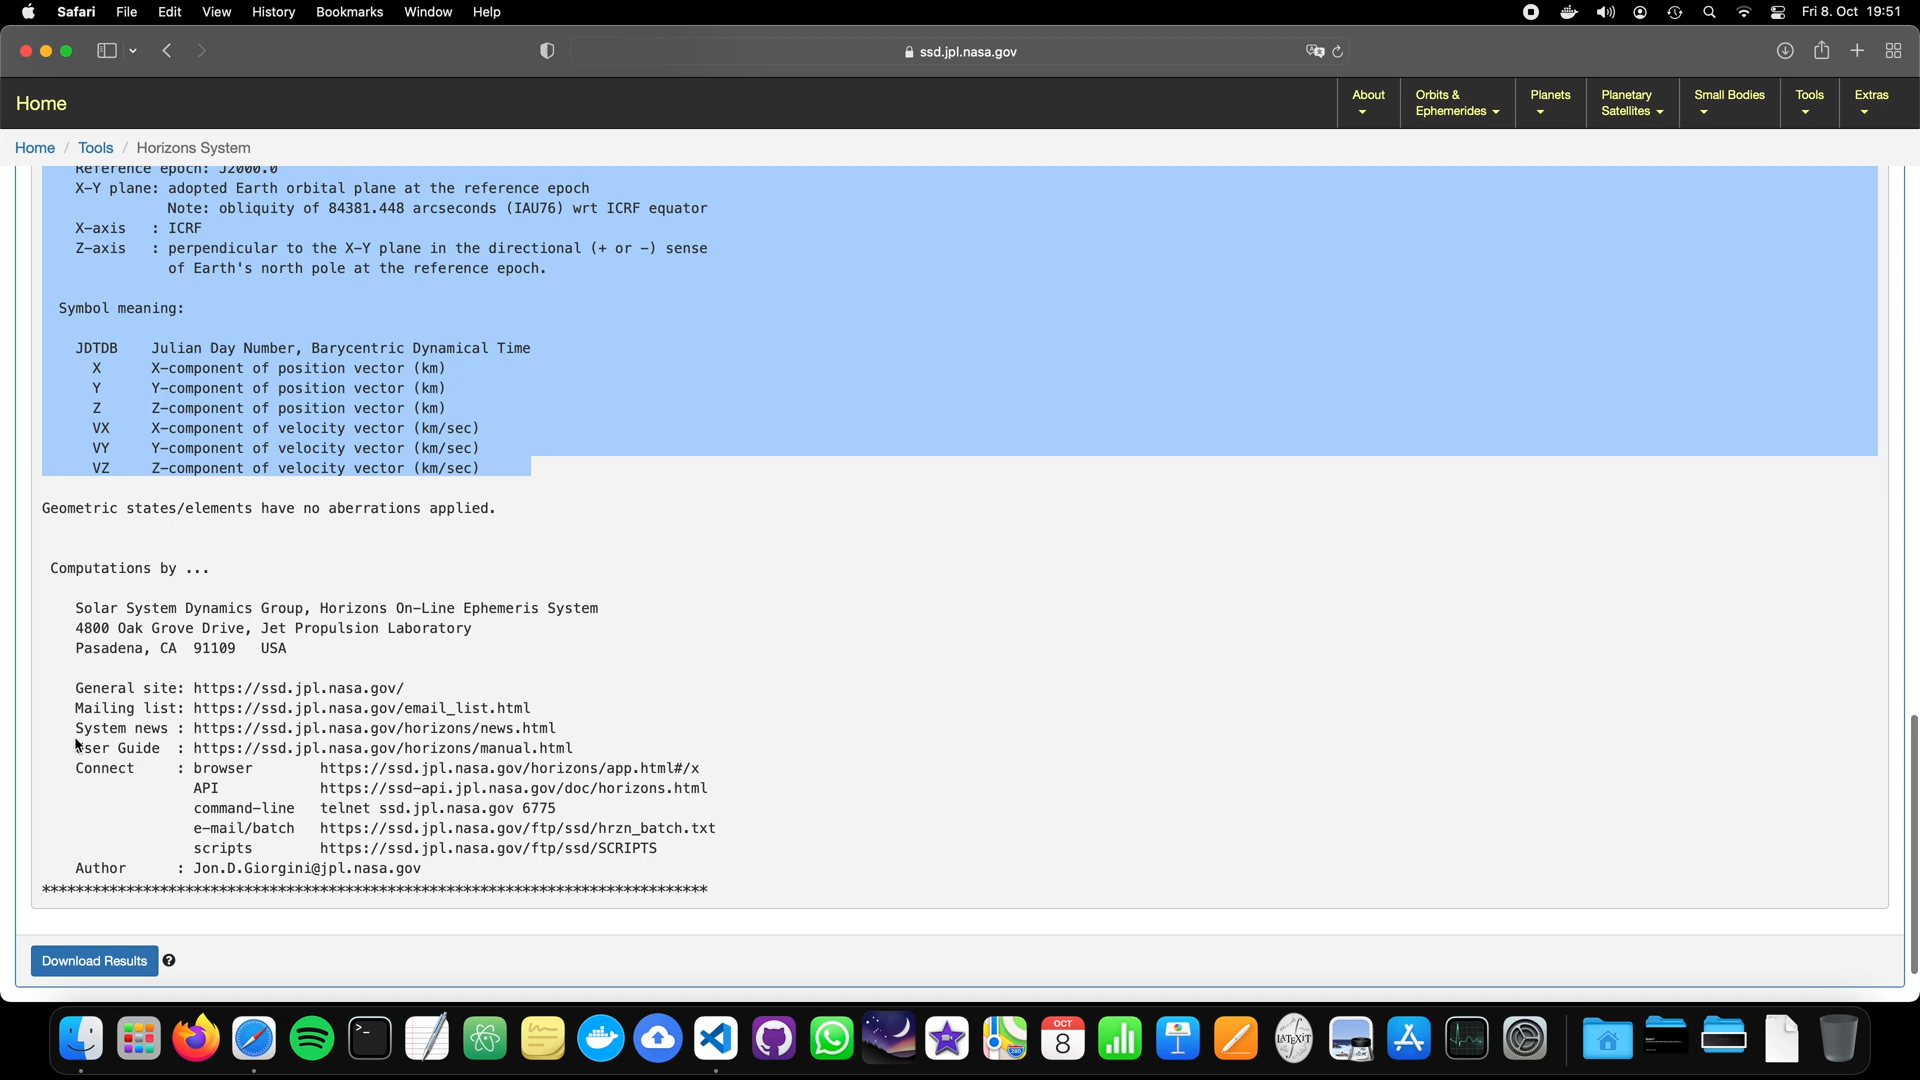 Safari File Edit View History Bookmarks Window Help Fri 8. Oct 19:51
ssd.jpl.nasa.gov
Home
About
Orbits &
Ephemerides
Planets
Planetary
Satellites
Small Bodies
Tools
Extras
Home / Tools / Horizons System
Reference epoch: J2000.0
X-Y plane: adopted Earth orbital plane at the reference epoch
Note: obliquity of 84381.448 arcseconds (IAU76) wrt ICRF equator
X-axis : ICRF
Z-axis : perpendicular to the X-Y plane in the directional (+ or -) sense
of Earth's north pole at the reference epoch.
Symbol meaning:
JDTDB Julian Day Number, Barycentric Dynamical Time
X X-component of position vector (km)
Y Y-component of position vector (km)
Z Z-component of position vector (km)
VX X-component of velocity vector (km/sec)
VY Y-component of velocity vector (km/sec)
VZ Z-component of velocity vector (km/sec)
Geometric states/elements have no aberrations applied.
Computations by ...
Solar System Dynamics Group, Horizons On-Line Ephemeris System
4800 Oak Grove Drive, Jet Propulsion Laboratory
Pasadena, CA 91109 USA
General site: https://ssd.jpl.nasa.gov/
Mailing list: https://ssd.jpl.nasa.gov/email_list.html
System news : https://ssd.jpl.nasa.gov/horizons/news.html
User Guide : https://ssd.jpl.nasa.gov/horizons/manual.html
Connect : browser https://ssd.jpl.nasa.gov/horizons/app.html#/x
API https://ssd-api.jpl.nasa.gov/doc/horizons.html
command-line telnet ssd.jpl.nasa.gov 6775
e-mail/batch https://ssd.jpl.nasa.gov/ftp/ssd/hrzn_batch.txt
scripts https://ssd.jpl.nasa.gov/ftp/ssd/SCRIPTS
Author : Jon.D.Giorgini@jpl.nasa.gov
*******************************************************************************
Download Results ?
OCT
8
LATEXiT